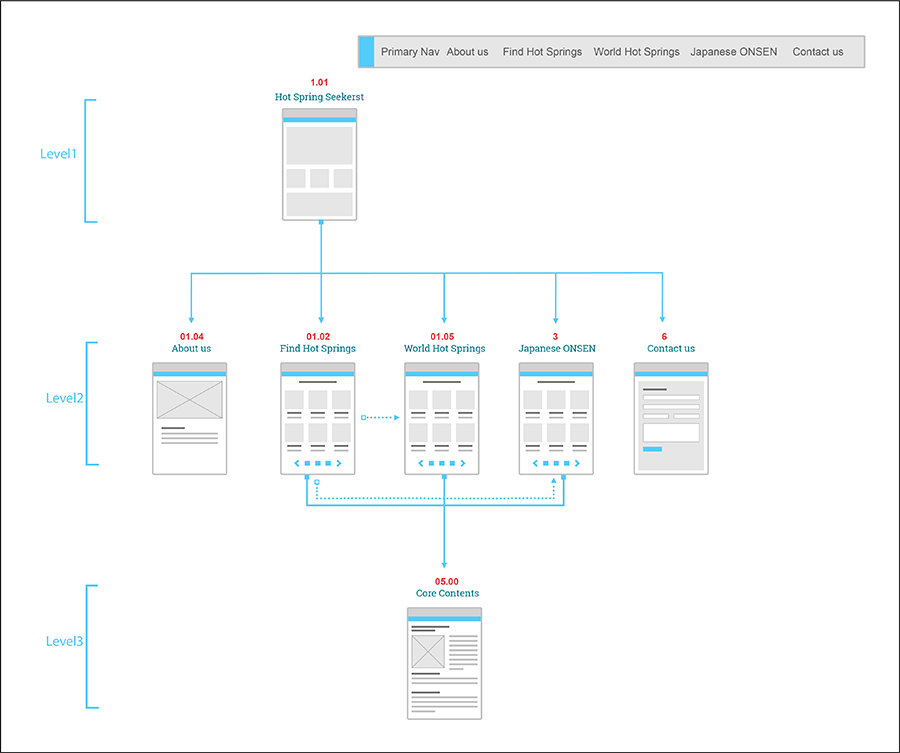 Primary Nav About us Find Hot Springs World Hot Springs Japanese ONSEN Contact us
1.01
Hot Spring Seekerst
Level1
01.04 01.02 01.05 3 6
About us Find Hot Springs World Hot Springs Japanese ONSEN Contact us
Level2
05.00
Core Contents
Level3